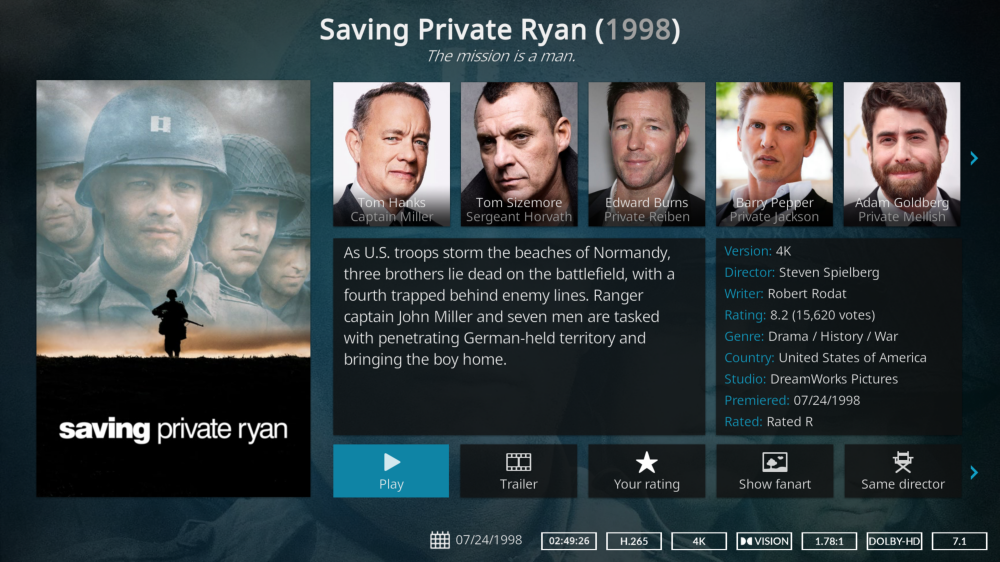 Saving Private Ryan (1998)
The mission is a man.
Tom Hanks
Captain Miller
Tom Sizemore
Sergeant Horvath
Edward Burns
Private Reiben
Barry Pepper
Private Jackson
Adam Goldberg
Private Mellish
saving private ryan
As U.S. troops storm the beaches of Normandy,
three brothers lie dead on the battlefield, with a
fourth trapped behind enemy lines. Ranger
captain John Miller and seven men are tasked
with penetrating German-held territory and
bringing the boy home.
Version: 4K
Director: Steven Spielberg
Writer: Robert Rodat
Rating: 8.2 (15,620 votes)
Genre: Drama / History / War
Country: United States of America
Studio: DreamWorks Pictures
Premiered: 07/24/1998
Rated: Rated R
Play
Trailer
Your rating
Show fanart
Same director
07/24/1998
02:49:26
H.265
4K
VISION
1.78:1
DOLBY-HD
7.1